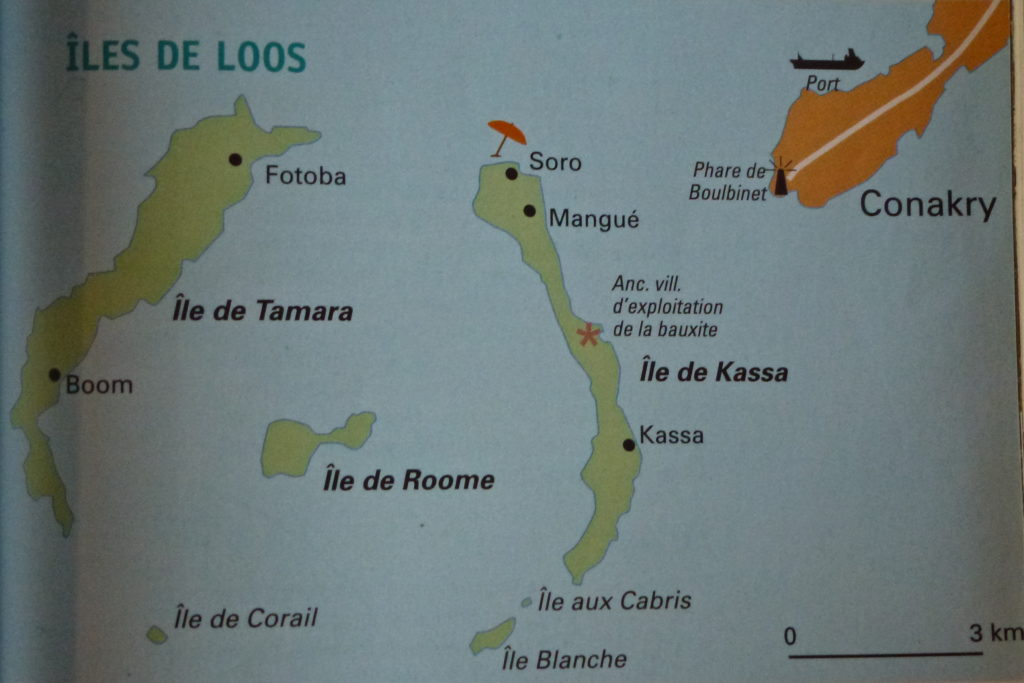 ÎLES DE LOOS
Port
Soro
Fotoba
Phare de
Boulbinet
Conakry
Mangué
Anc. vill.
d'exploitation
de la bauxite
Île de Tamara
Île de Kassa
Boom
Kassa
Île de Roome
Île aux Cabris
Île de Corail
0 3 km
Île Blanche